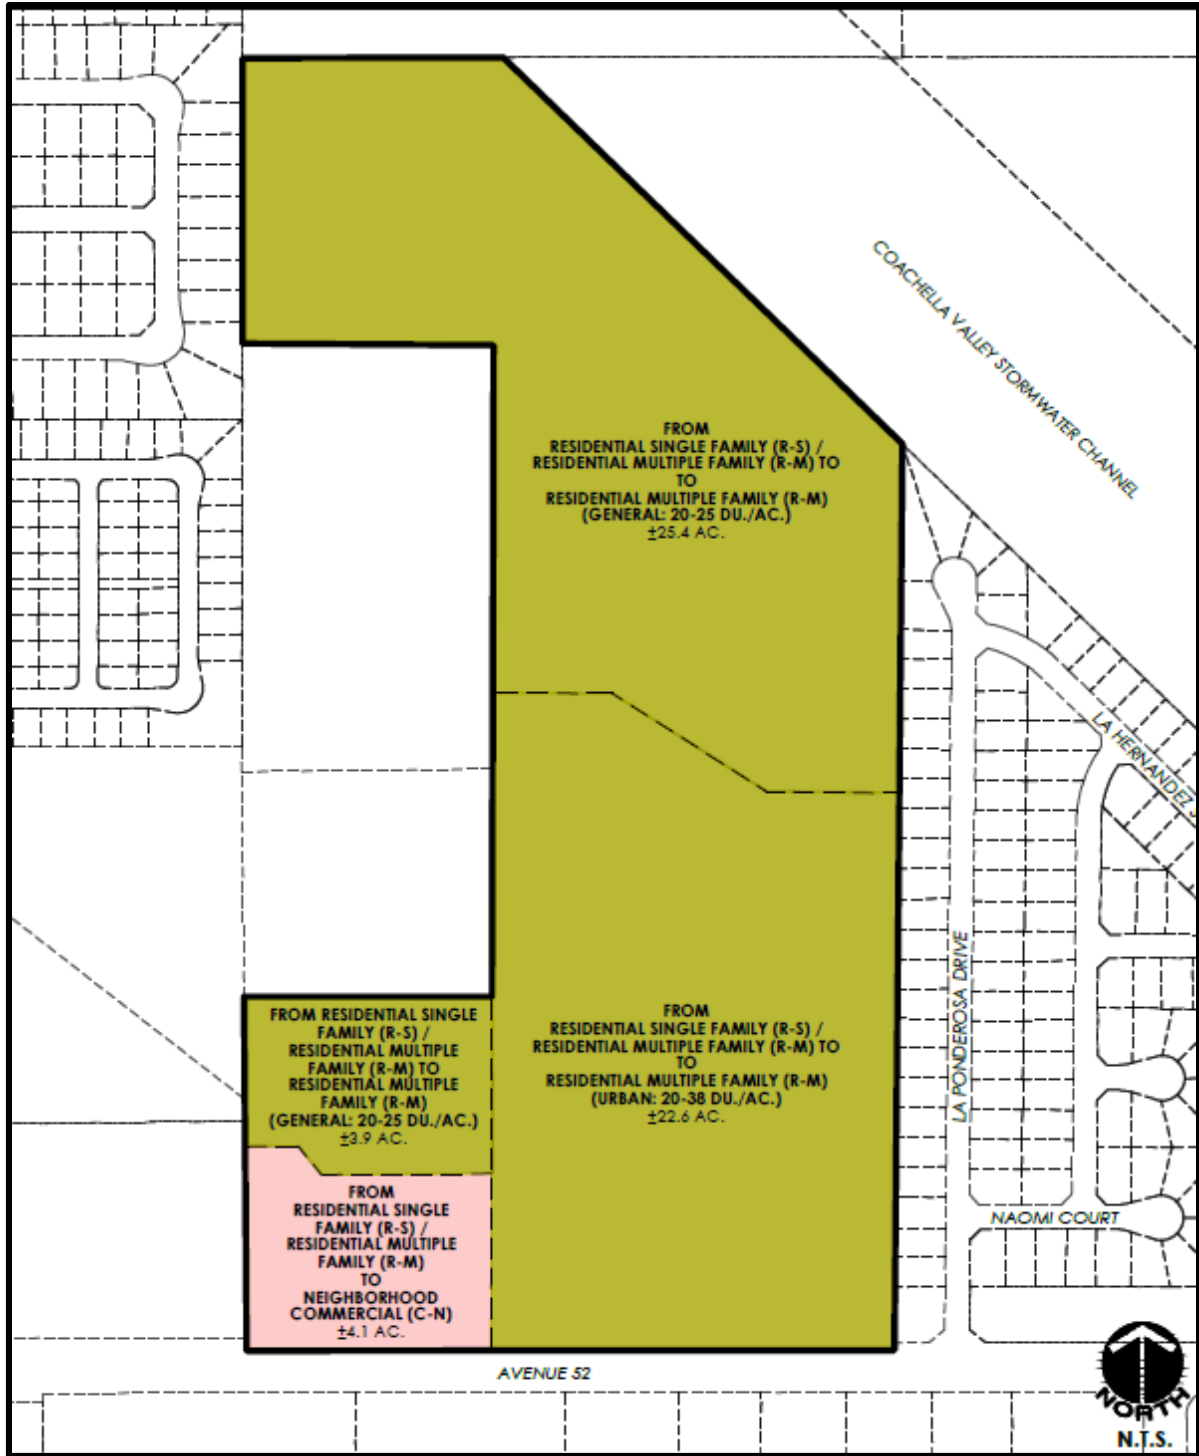 COACHELLA VALLEY STORMWATER CHANNEL
FROM
RESIDENTIAL SINGLE FAMILY (R-S) /
RESIDENTIAL MULTIPLE FAMILY (R-M) TO
TO
RESIDENTIAL MULTIPLE FAMILY (R-M)
(GENERAL: 20-25 DU./AC.)
±25.4 AC.
LA HERNANDEZ
LA PONDEROSA DRIVE
FROM RESIDENTIAL SINGLE
FAMILY (R-S) /
RESIDENTIAL MULTIPLE
FAMILY (R-M) TO
RESIDENTIAL MULTIPLE
FAMILY (R-M)
(GENERAL: 20-25 DU./AC.)
±3.9 AC.
FROM
RESIDENTIAL SINGLE FAMILY (R-S) /
RESIDENTIAL MULTIPLE FAMILY (R-M) TO
TO
RESIDENTIAL MULTIPLE FAMILY (R-M)
(URBAN: 20-38 DU./AC.)
±22.6 AC.
FROM
RESIDENTIAL SINGLE
FAMILY (R-S) /
RESIDENTIAL MULTIPLE
FAMILY (R-M)
TO
NEIGHBORHOOD
COMMERCIAL (C-N)
±4.1 AC.
NAOMI COURT
AVENUE 52
NORTH
N.T.S.